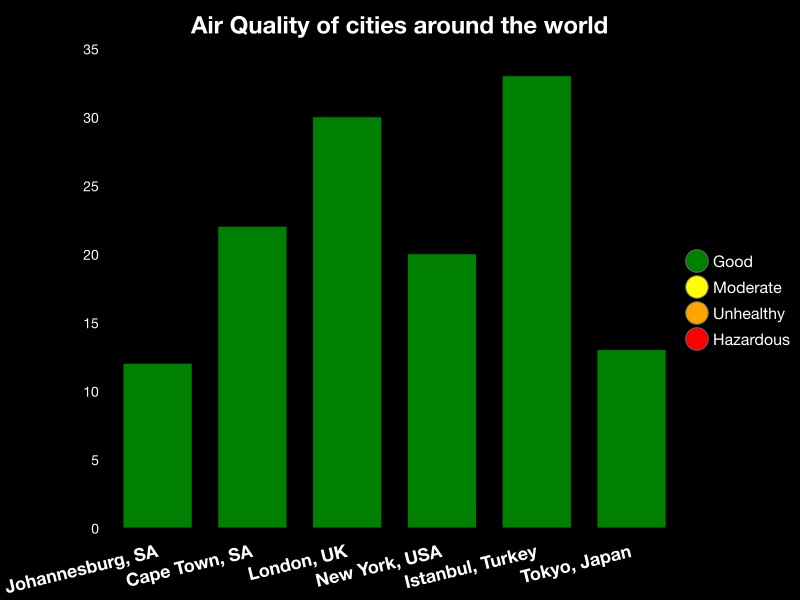 Air Quality of cities around the world
35
30
25
20
15
10
5
0
Good
Moderate
Unhealthy
Hazardous
Johannesburg, SA
Cape Town, SA
London, UK
New York, USA
Istanbul, Turkey
Tokyo, Japan